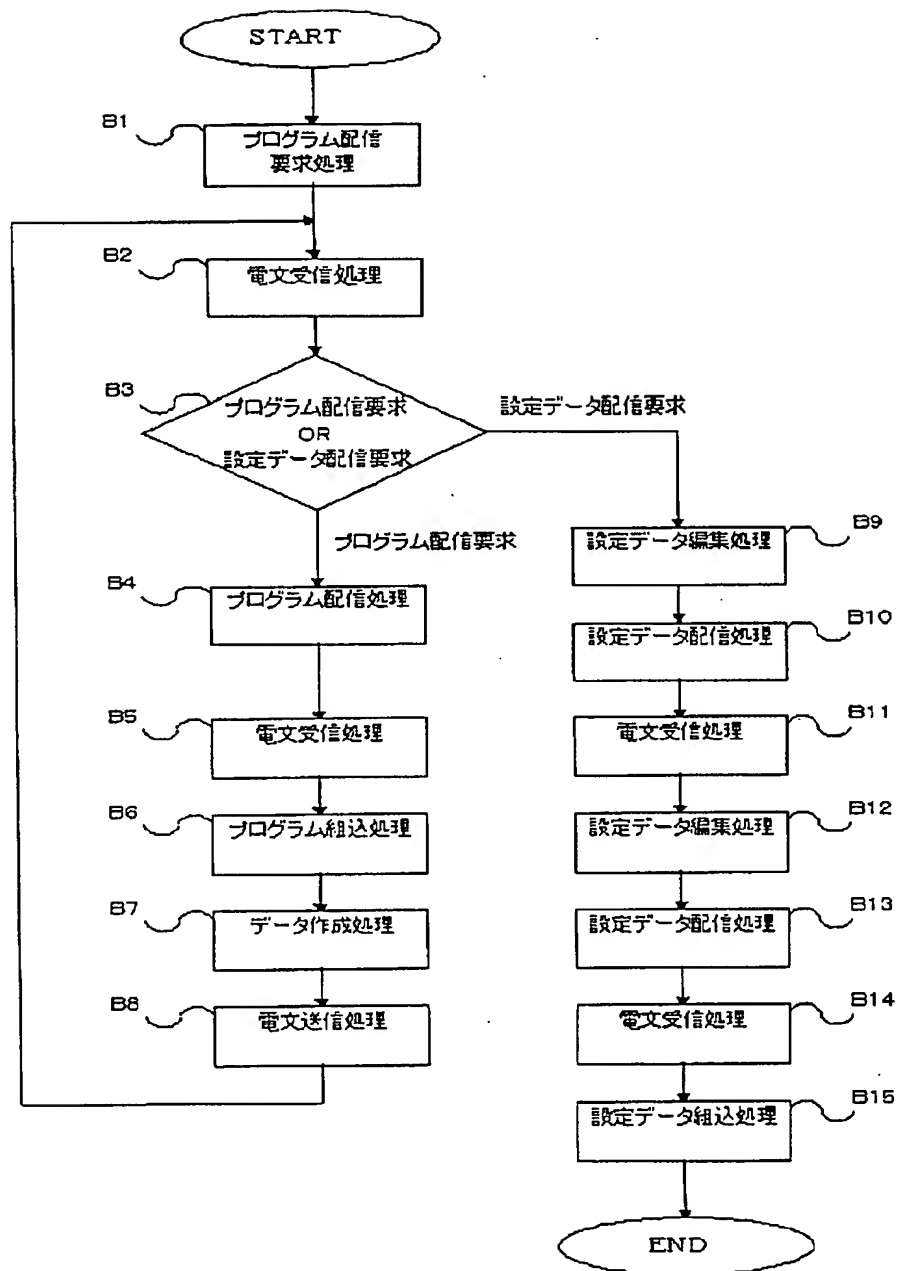 START
B1
プログラム配信
要求処理
B2
電文受信処理
B3
プログラム配信要求
OR
設定データ配信要求
設定データ配信要求
プログラム配信要求
B4
プログラム配信処理
B5
電文受信処理
B6
プログラム組込処理
B7
データ作成処理
B8
電文送信処理
B9
設定データ編集処理
B10
設定データ配信処理
B11
電文受信処理
B12
設定データ編集処理
B13
設定データ配信処理
B14
電文受信処理
B15
設定データ組込処理
END